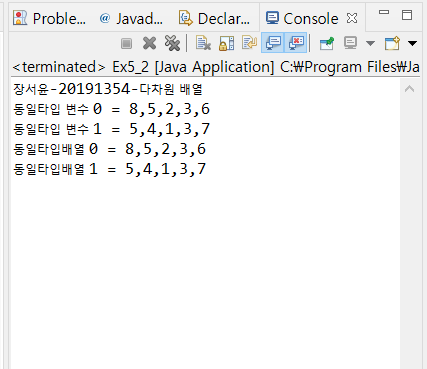 Proble...
Javad...
Declar...
Console
<terminated> Ex5_2 [Java Application] C:₩Program Files₩Ja
장서윤-20191354-다차원 배열
동일타입 변수 0 = 8,5,2,3,6
동일타입 변수 1 = 5,4,1,3,7
동일타입배열 0 = 8,5,2,3,6
동일타입배열 1 = 5,4,1,3,7